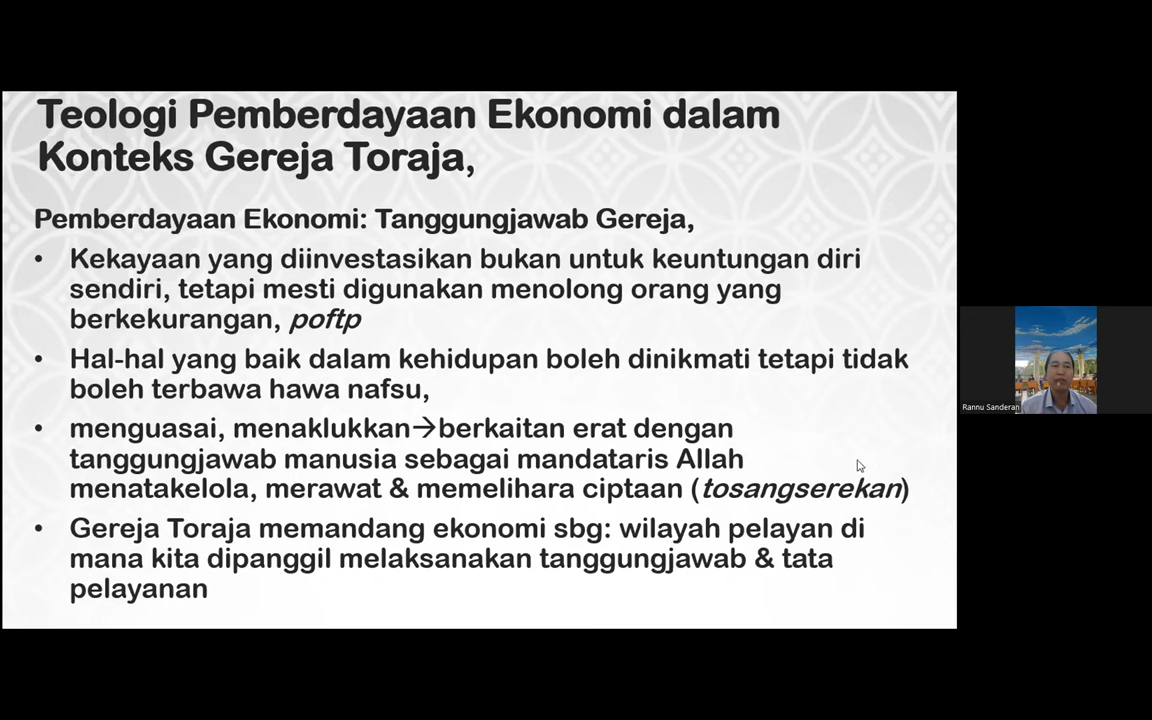 Teologi Pemberdayaan Ekonomi dalam
Konteks Gereja Toraja,
Pemberdayaan Ekonomi: Tanggungjawab Gereja,
• Kekayaan yang diinvestasikan bukan untuk keuntungan diri
sendiri, tetapi mesti digunakan menolong orang yang
berkekurangan, poftp
• Hal-hal yang baik dalam kehidupan boleh dinikmati tetapi tidak
boleh terbawa hawa nafsu,
• menguasai, menaklukkan→berkaitan erat dengan
tanggungjawab manusia sebagai mandataris Allah
menatakelola, merawat & memelihara ciptaan (tosangserekan)
• Gereja Toraja memandang ekonomi sbg: wilayah pelayan di
mana kita dipanggil melaksanakan tanggungjawab & tata
pelayanan
Rannu Sanderan